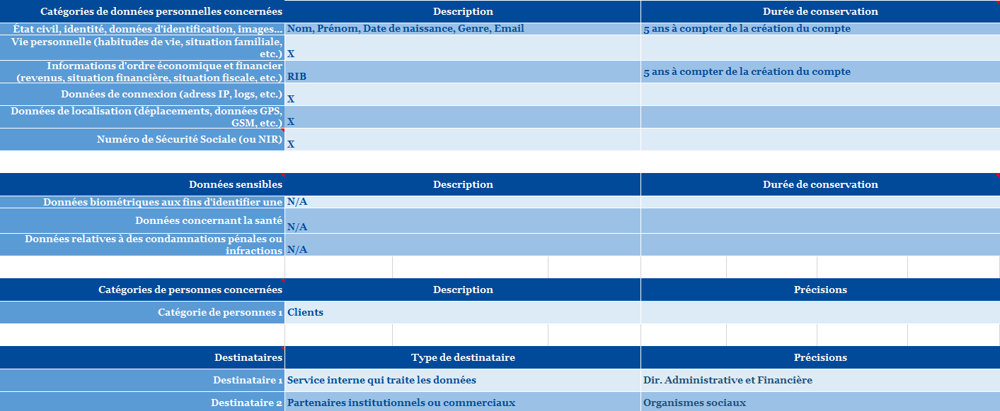 Catégories de données personnelles concernées Description Durée de conservation
État civil, identité, données d'identification, images... Nom, Prénom, Date de naissance, Genre, Email 5 ans à compter de la création du compte
Vie personnelle (habitudes de vie, situation familiale,
etc.) X
Informations d'ordre économique et financier
(revenus, situation financière, situation fiscale, etc.) RIB 5 ans à compter de la création du compte
Données de connexion (adress IP, logs, etc.) X
Données de localisation (déplacements, données GPS,
GSM, etc.) X
Numéro de Sécurité Sociale (ou NIR) X
Données sensibles Description Durée de conservation
Données biométriques aux fins d'identifier une N/A
Données concernant la santé N/A
Données relatives à des condamnations pénales ou
infractions N/A
Catégories de personnes concernées Description Précisions
Catégorie de personnes 1 Clients
Destinataires Type de destinataire Précisions
Destinataire 1 Service interne qui traite les données Dir. Administrative et Financière
Destinataire 2 Partenaires institutionnels ou commerciaux Organismes sociaux